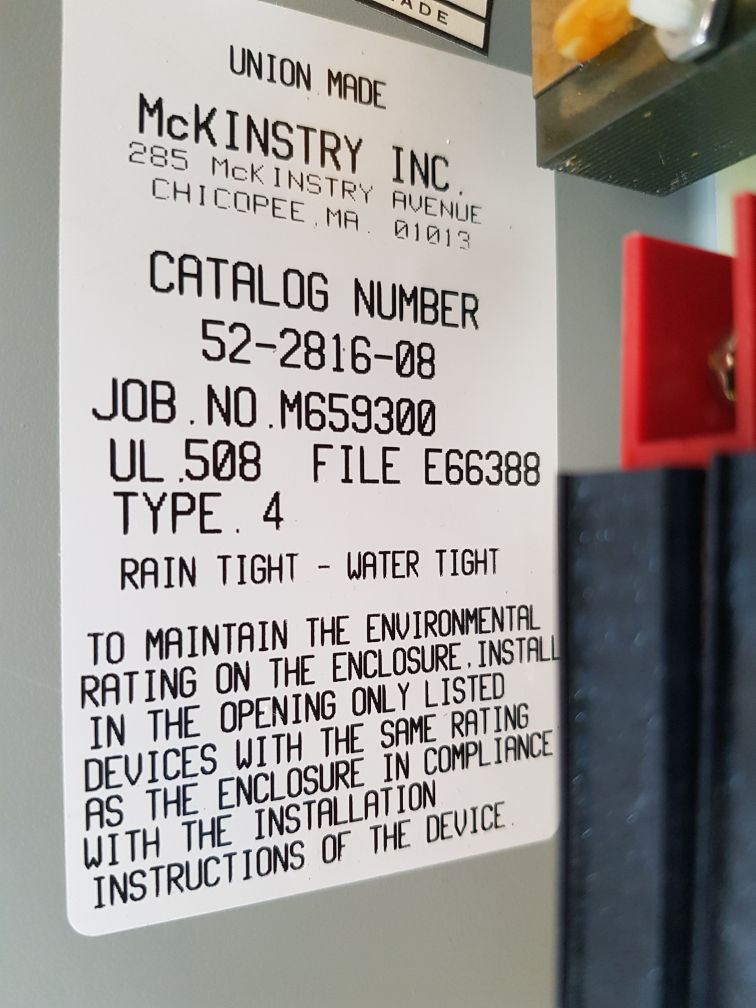 ADE
UNION MADE
McKINSTRY INC.
285 McKINSTRY AVENUE
CHICOPEE,MA. 01013
CATALOG NUMBER
52-2816-08
JOB.NO.M659300
UL.508 FILE E66388
TYPE. 4
RAIN TIGHT - WATER TIGHT
TO MAINTAIN THE ENVIRONMENTAL
RATING ON THE ENCLOSURE,INSTALL
IN THE OPENING ONLY LISTED
DEVICES WITH THE SAME RATING
AS THE ENCLOSURE IN COMPLIANCE
WITH THE INSTALLATION
INSTRUCTIONS OF THE DEVICE.